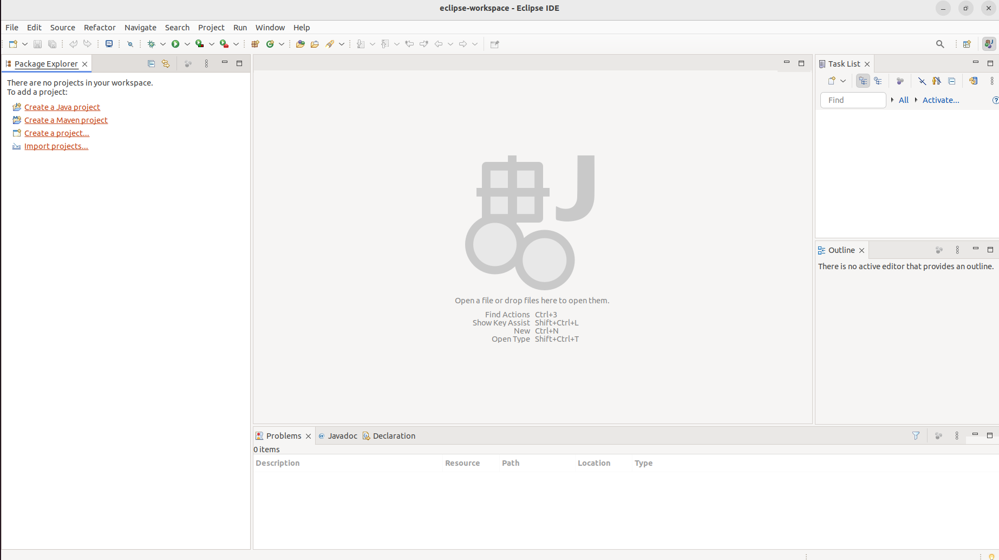 eclipse-workspace - Eclipse IDE
File Edit Source Refactor Navigate Search Project Run Window Help
Package Explorer
There are no projects in your workspace.
To add a project:
Create a Java project
Create a Maven project
Create a project...
Import projects...
Open a file or drop files here to open them.
Find Actions Ctrl+3
Show Key Assist Shift+Ctrl+L
New Ctrl+N
Open Type Shift+Ctrl+T
Task List
Find All Activate...
Outline
There is no active editor that provides an outline.
Problems Javadoc Declaration
0 items
Description Resource Path Location Type